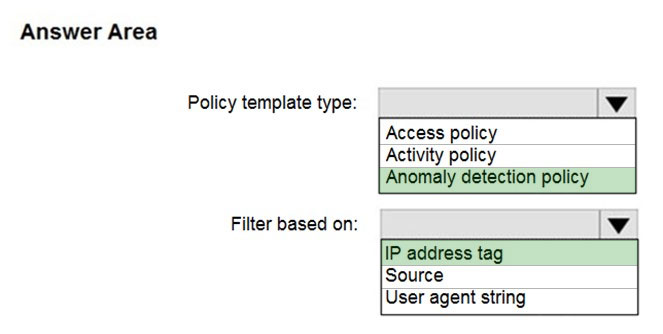 Answer Area
Policy template type:
Access policy
Activity policy
Anomaly detection policy
Filter based on:
IP address tag
Source
User agent string